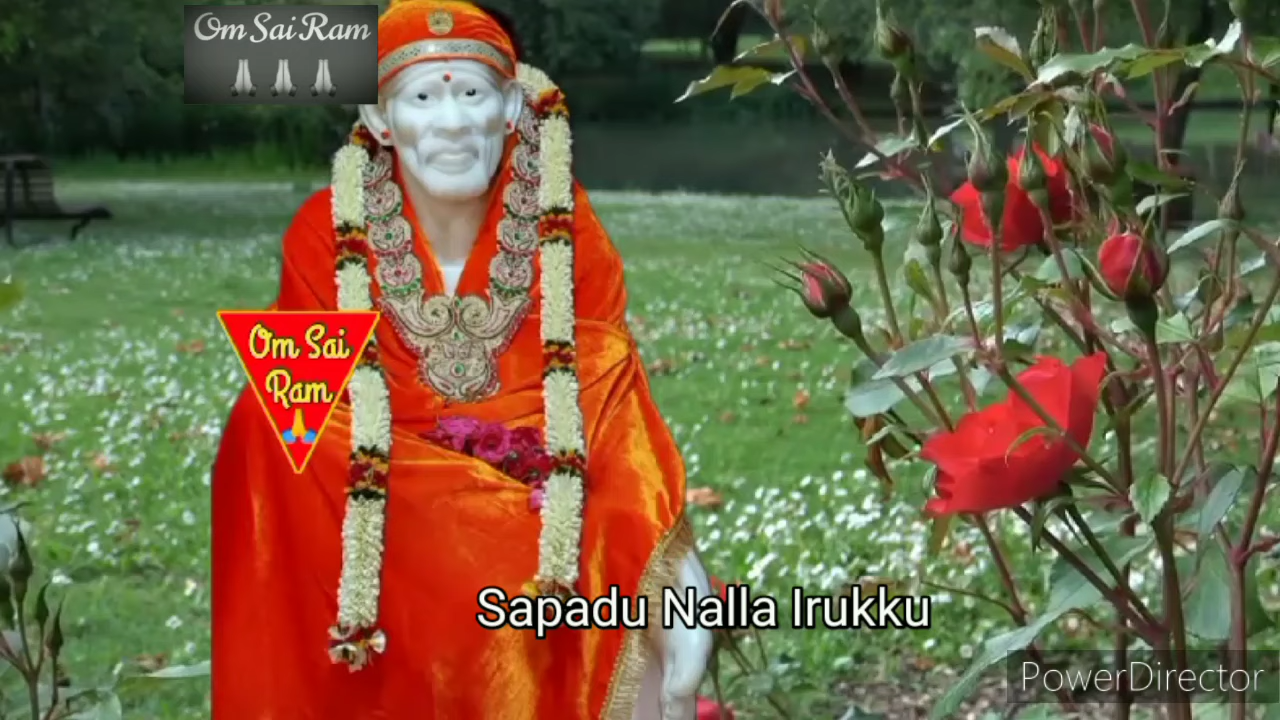 Om Sai Ram
🙏🙏🙏
Om Sai
Ram
🙏
Sapadu Nalla Irukku
PowerDirector